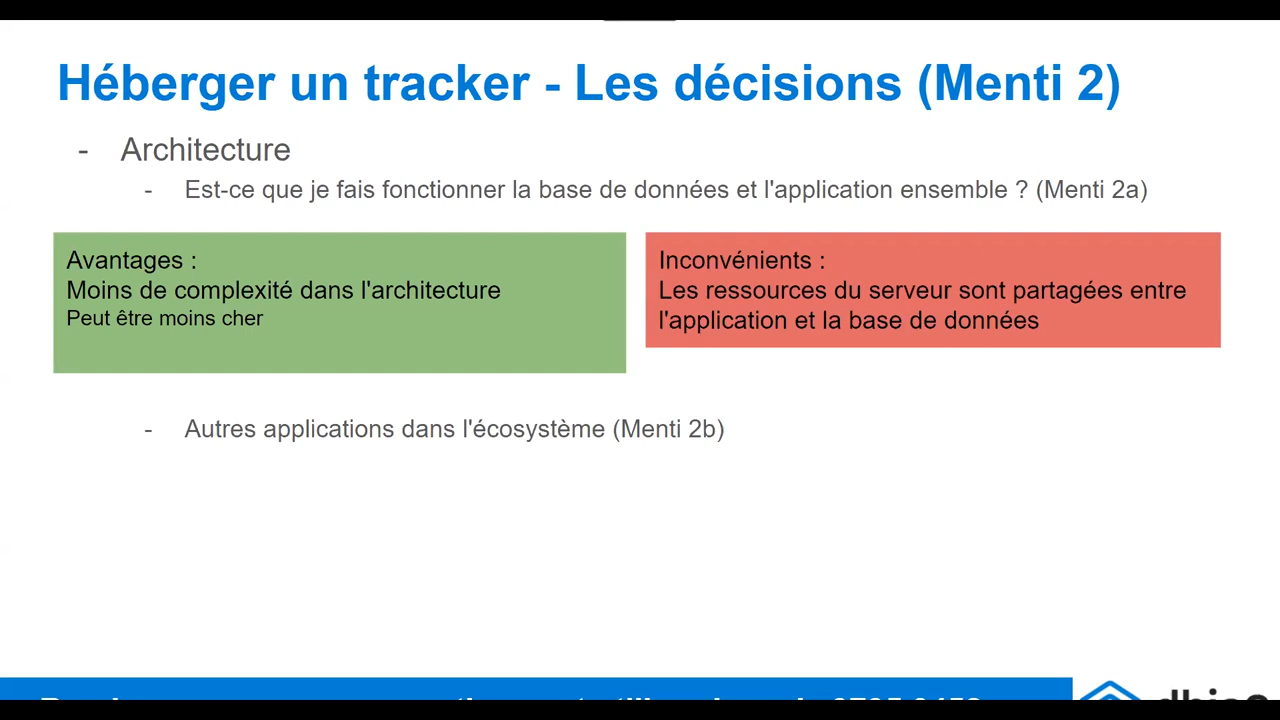 Héberger un tracker - Les décisions (Menti 2)
- Architecture
- Est-ce que je fais fonctionner la base de données et l'application ensemble ? (Menti 2a)
Avantages :
Moins de complexité dans l'architecture
Peut être moins cher
Inconvénients :
Les ressources du serveur sont partagées entre
l'application et la base de données
- Autres applications dans l'écosystème (Menti 2b)